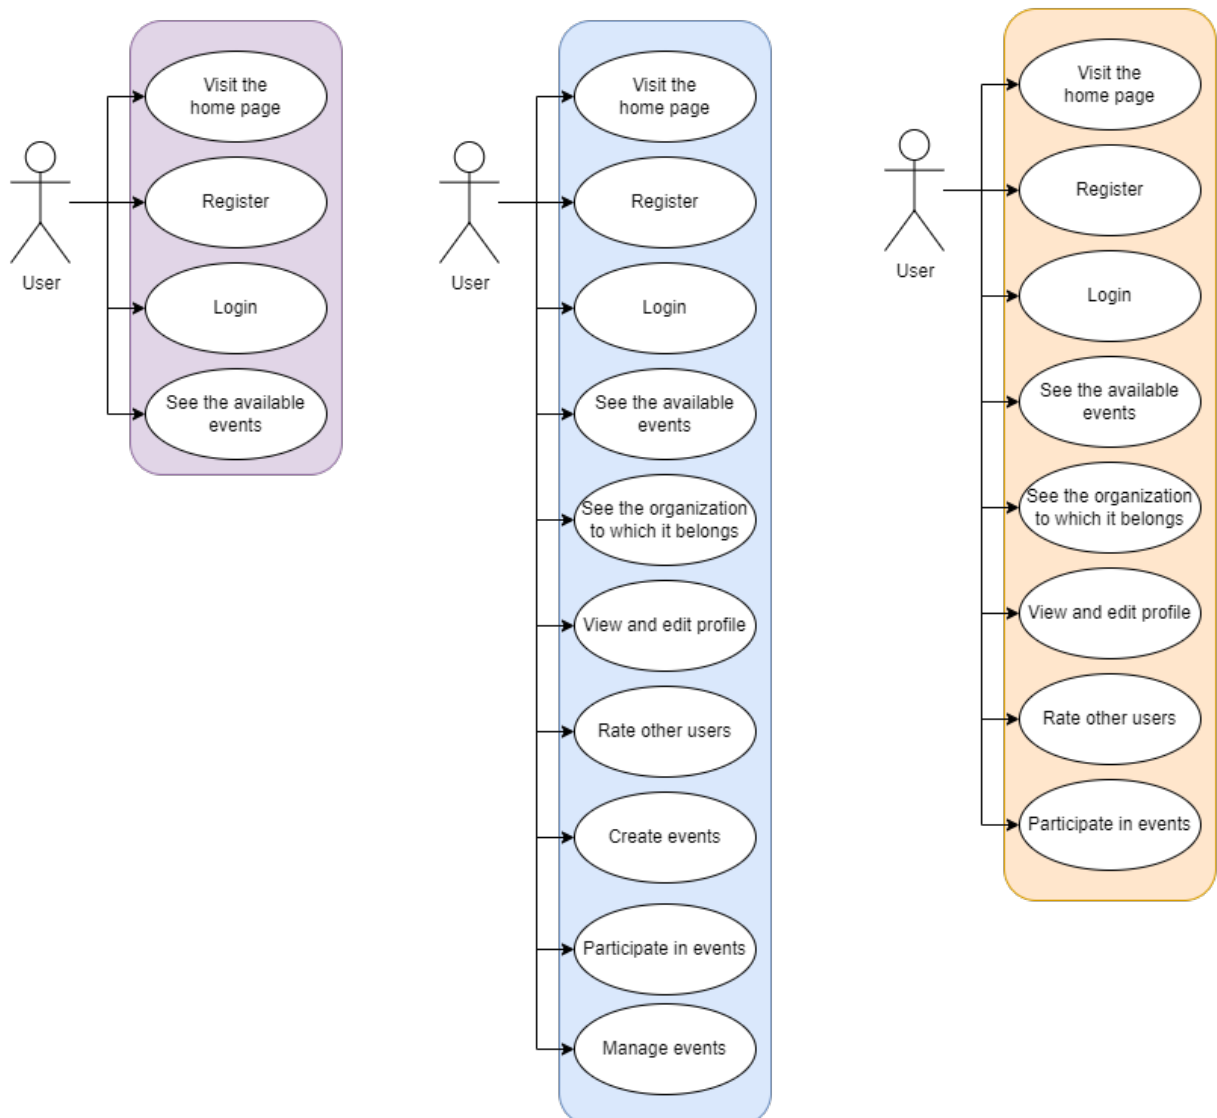 Visit the
home page
Register
Login
See the available
events
User
Visit the
home page
Register
Login
See the available
events
See the organization
to which it belongs
View and edit profile
Rate other users
Create events
Participate in events
Manage events
User
Visit the
home page
Register
Login
See the available
events
See the organization
to which it belongs
View and edit profile
Rate other users
Participate in events
User